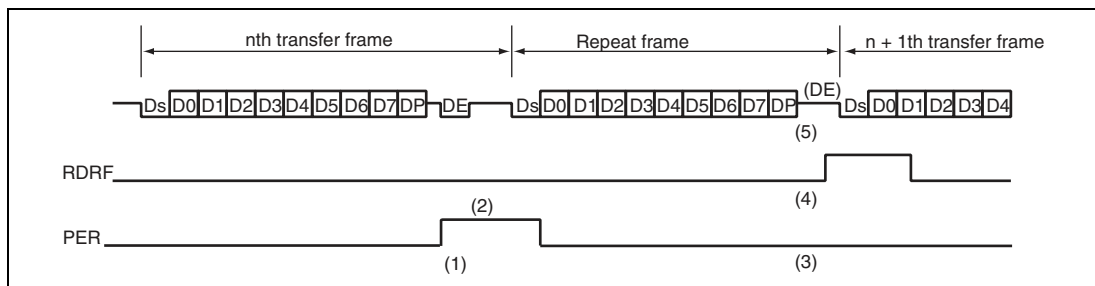 nth transfer frame Repeat frame n + 1th transfer frame
(DE)
Ds D0 D1 D2 D3 D4 D5 D6 D7 DP DE Ds D0 D1 D2 D3 D4 D5 D6 D7 DP Ds D0 D1 D2 D3 D4
(5)
RDRF
(4)
(2)
PER
(1) (3)